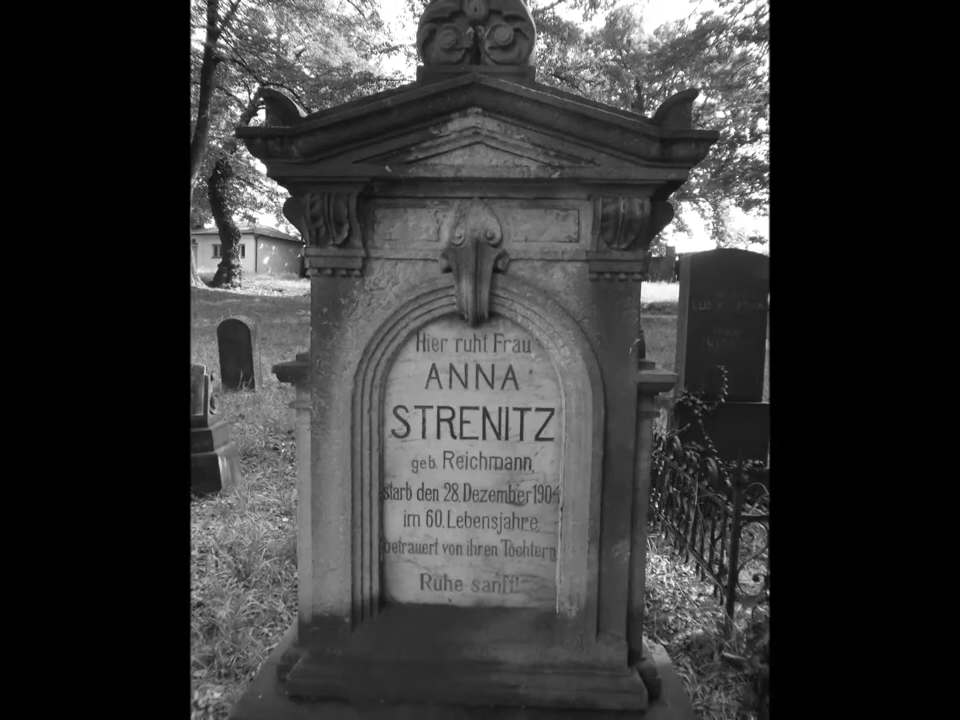 Hier ruht Frau
ANNA
STRENITZ
geb. Reichmann,
starb den 28. Dezember 1904
im 60. Lebensjahre,
betrauert von ihren Töchtern
Ruhe sanft!